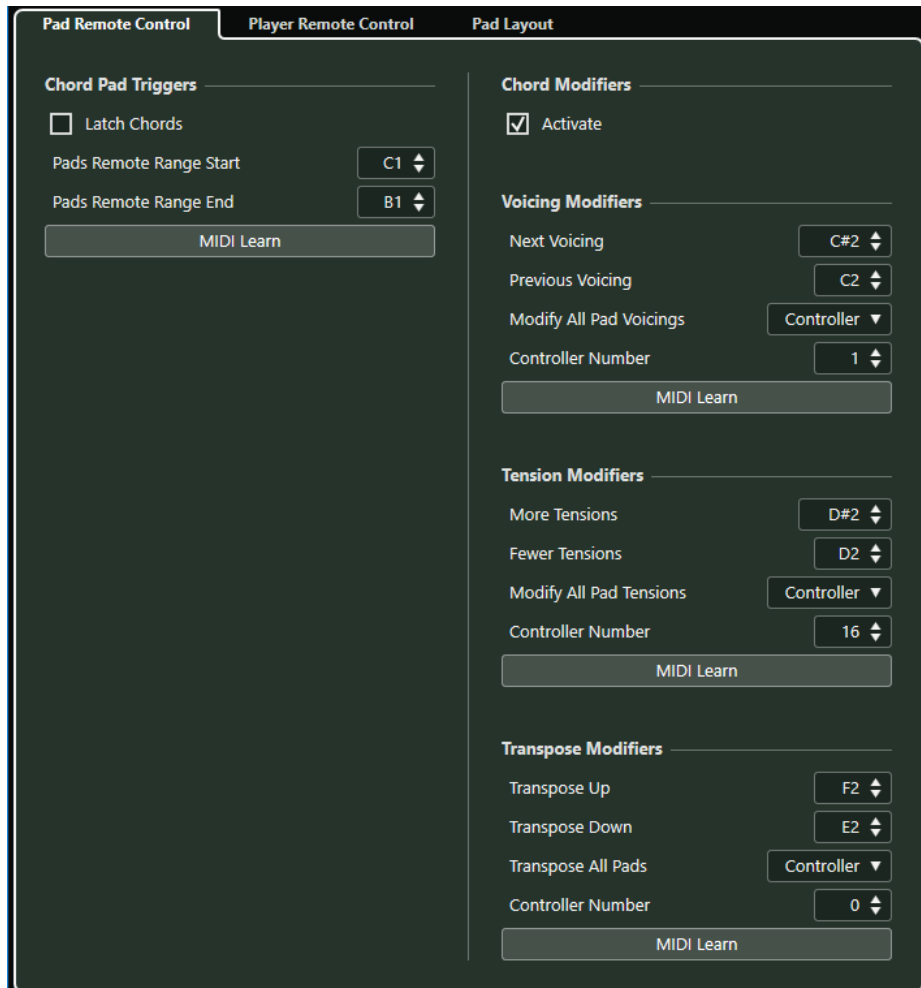 Pad Remote Control
Player Remote Control
Pad Layout
Chord Pad Triggers
Latch Chords
Pads Remote Range Start C1
Pads Remote Range End B1
MIDI Learn
Chord Modifiers
Activate
Voicing Modifiers
Next Voicing C#2
Previous Voicing C2
Modify All Pad Voicings Controller
Controller Number 1
MIDI Learn
Tension Modifiers
More Tensions D#2
Fewer Tensions D2
Modify All Pad Tensions Controller
Controller Number 16
MIDI Learn
Transpose Modifiers
Transpose Up F2
Transpose Down E2
Transpose All Pads Controller
Controller Number 0
MIDI Learn